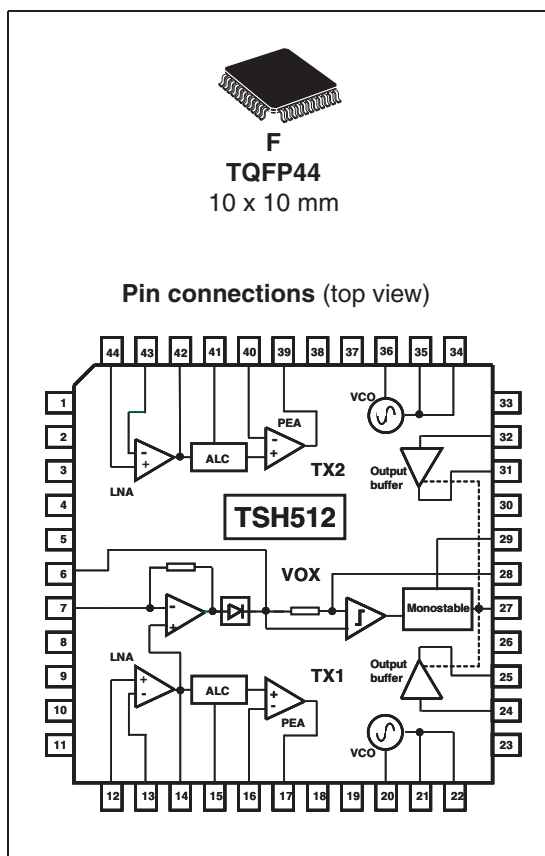 F
TQFP44
10 x 10 mm
Pin connections (top view)
44 43 42 41 40 39 38 37 36 35 34
1
2
3
4
5
6
7
8
9
10
11
33
32
31
30
29
28
27
26
25
24
23
VCO
PEA
LNA
ALC
TX2
Output
buffer
TSH512
VOX
Monostable
LNA
ALC
TX1
PEA
Output
buffer
VCO
12 13 14 15 16 17 18 19 20 21 22